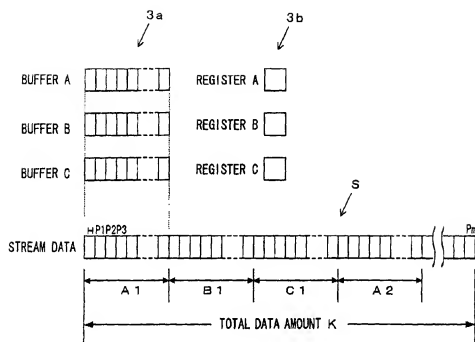 3a 3b
BUFFER A REGISTER A
BUFFER B REGISTER B
BUFFER C REGISTER C
S
HP1P2P3 Pm
STREAM DATA
A1 B1 C1 A2
TOTAL DATA AMOUNT K